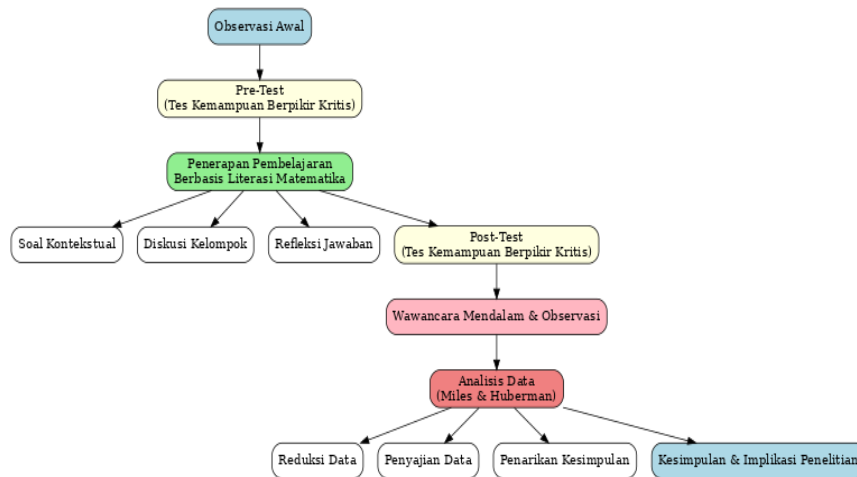 Observasi Awal
Pre-Test
(Tes Kemampuan Berpikir Kritis)
Penerapan Pembelajaran
Berbasis Literasi Matematika
Soal Kontekstual
Diskusi Kelompok
Refleksi Jawaban
Post-Test
(Tes Kemampuan Berpikir Kritis)
Wawancara Mendalam & Observasi
Analisis Data
(Miles & Huberman)
Reduksi Data
Penyajian Data
Penarikan Kesimpulan
Kesimpulan & Implikasi Penelitian